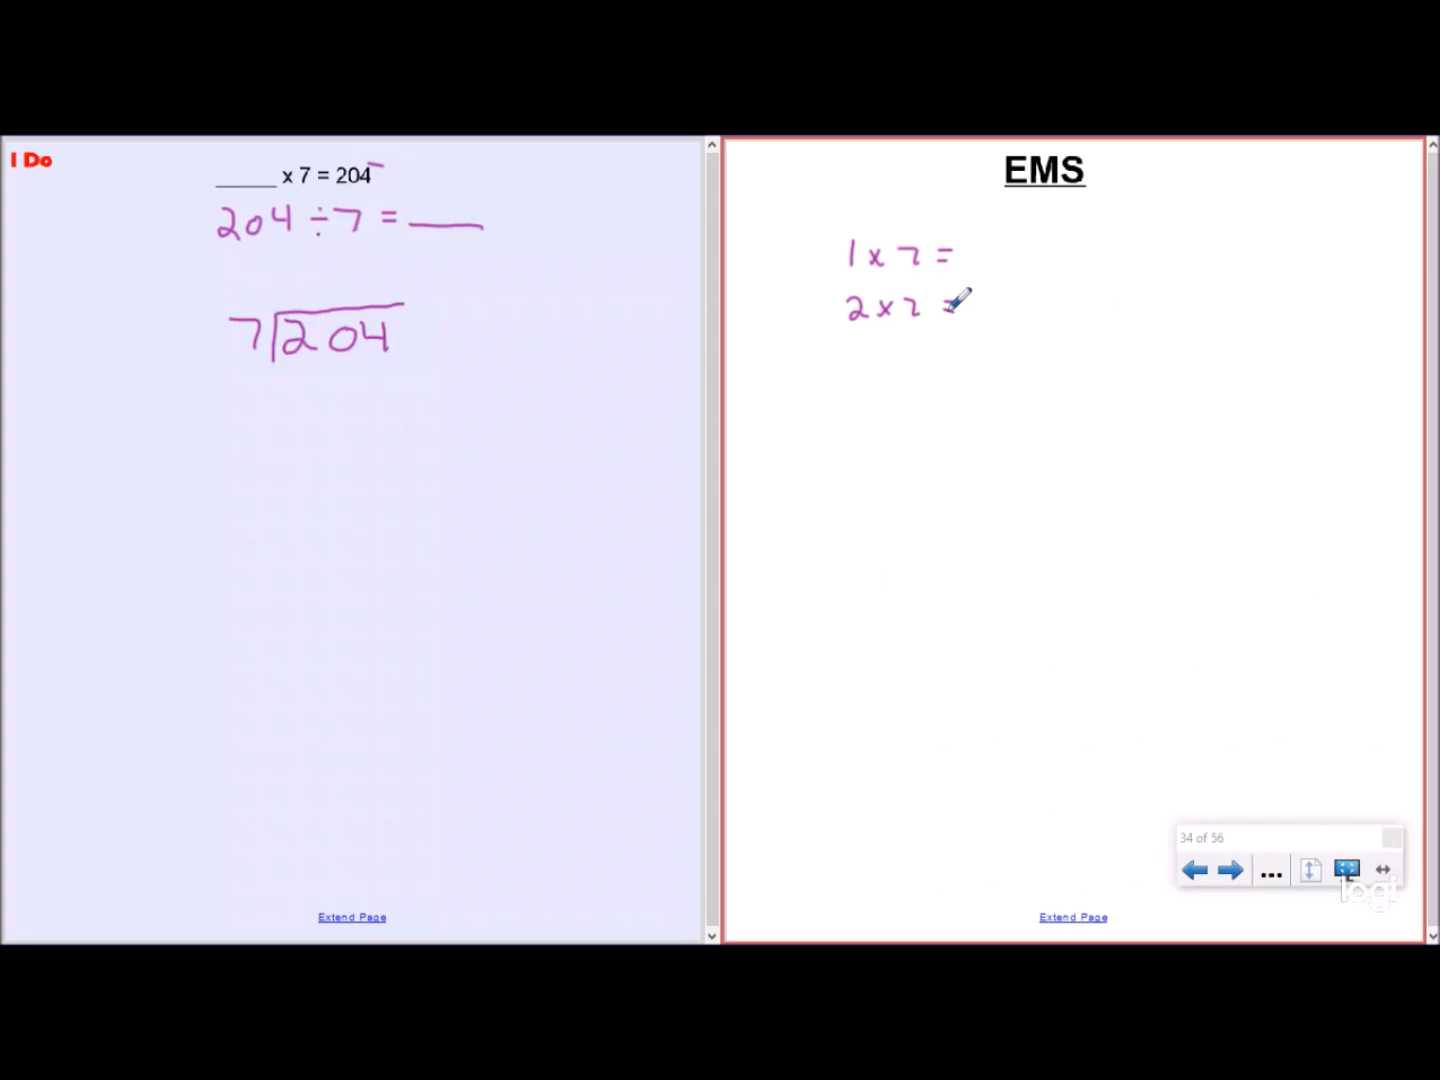 I Do
_____ x 7 = 204
204 ÷ 7 = ____
7 204
Extend Page
EMS
1 x 7 =
2 x 7 =
34 of 56
...
logi
Extend Page